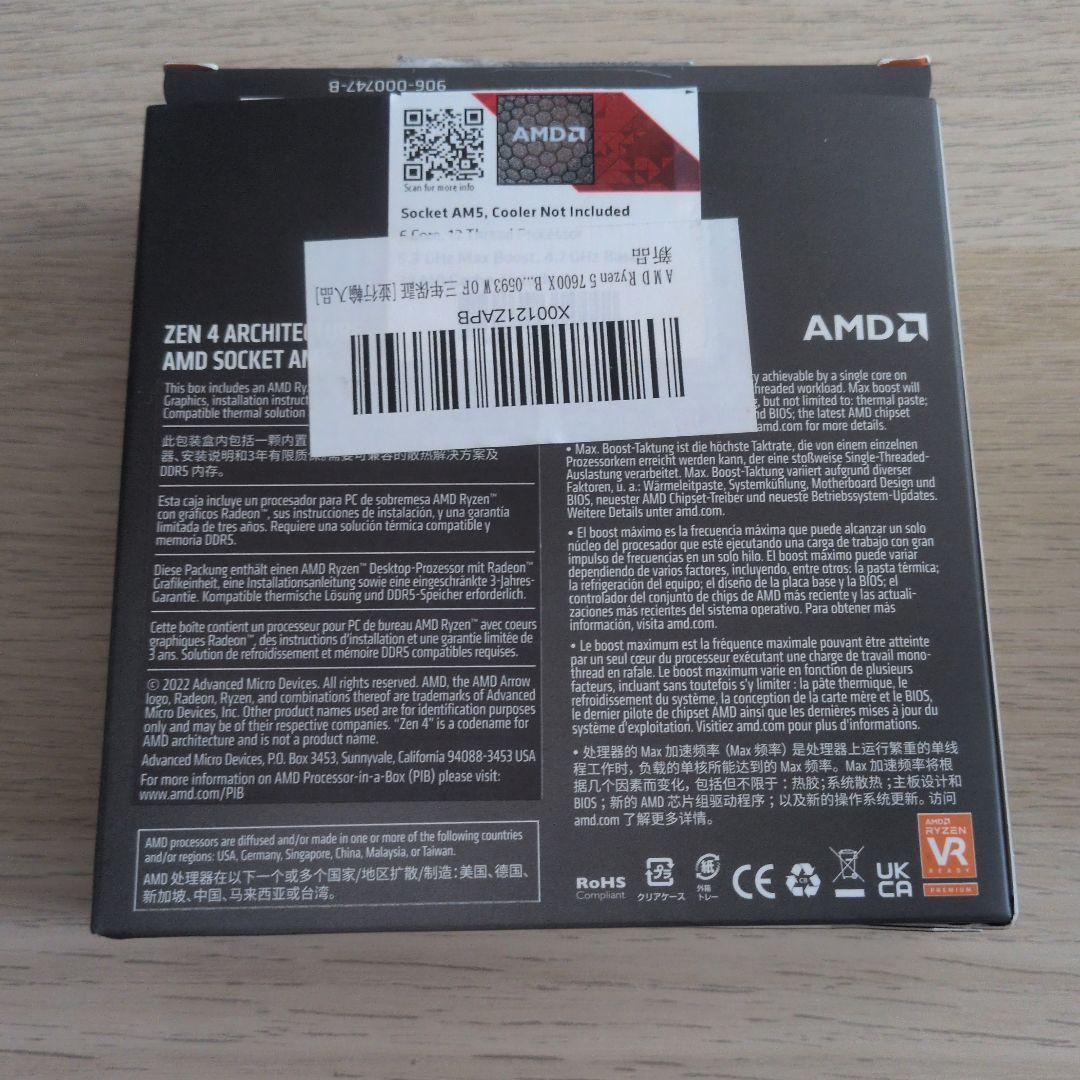 906-000747-B
AMD
Scan for more info
Socket AM5, Cooler Not Included
6 Core, 12 Thread Processor
GHz Max Boost, 4.7 GHz
AMD Ryzen 5 7600X B...0593WOF 三年保証 [並行輸入品]
新品
X00121ZAPB
ZEN 4
AMD SOCKET
This box includes an AMD
Graphics, installation
Compatible thermal solution
此包装盒内包括一颗内置
器、安装说明和3年有限质保。需要可兼容的散热解决方案及
DDR5 内存。
Esta caja incluye un procesador para PC de sobremesa AMD Ryzen™
con gráficos Radeon™, sus instrucciones de instalación, y una garantía
limitada de tres años. Requiere una solución térmica compatible y
memoria DDR5.
Diese Packung enthält einen AMD Ryzen™ Desktop-Prozessor mit Radeon™
Grafikeinheit, eine Installationsanleitung sowie eine eingeschränkte 3-Jahres-
Garantie. Kompatible thermische Lösung und DDR5-Speicher erforderlich.
Cette boîte contient un processeur pour PC de bureau AMD Ryzen™ avec coeurs
graphiques Radeon™, des instructions d'installation et une garantie limitée de
3 ans. Solution de refroidissement et mémoire DDR5 compatibles requises.
© 2022 Advanced Micro Devices. All rights reserved. AMD, the AMD Arrow
logo, Radeon, Ryzen, and combinations thereof are trademarks of Advanced
Micro Devices, Inc. Other product names used are for identification purposes
only and may be of their respective companies. “Zen 4” is a codename for
AMD architecture and is not a product name.
Advanced Micro Devices, P.O. Box 3453, Sunnyvale, California 94088-3453 USA
For more information on AMD Processor-in-a-Box (PIB) please visit:
www.amd.com/PIB
AMD processors are diffused and/or made in one or more of the following countries
and/or regions: USA, Germany, Singapore, China, Malaysia, or Taiwan.
AMD 处理器在以下一个或多个国家/地区扩散/制造：美国、德国、
新加坡、中国、马来西亚或台湾。
AMD
achievable by a single core on
workload. Max boost will
but not limited to: thermal paste;
BIOS; the latest AMD chipset
amd.com for more details.
• Max. Boost-Taktung ist die höchste Taktrate, die von einem einzelnen
Prozessorkern erreicht werden kann, der eine stoßweise Single-Threaded-
Auslastung verarbeitet. Max. Boost-Taktung variiert aufgrund diverser
Faktoren, u. a.: Wärmeleitpaste, Systemkühlung, Motherboard Design und
BIOS, neuester AMD Chipset-Treiber und neueste Betriebssystem-Updates.
Weitere Details unter amd.com.
• El boost máximo es la frecuencia máxima que puede alcanzar un solo
núcleo del procesador que esté ejecutando una carga de trabajo con gran
impulso de frecuencias en un solo hilo. El boost máximo puede variar
dependiendo de varios factores, incluyendo, entre otros: la pasta térmica;
la refrigeración del equipo; el diseño de la placa base y la BIOS; el
controlador del conjunto de chips de AMD más reciente y las actuali-
zaciones más recientes del sistema operativo. Para obtener más
información, visita amd.com.
• Le boost maximum est la fréquence maximale pouvant être atteinte
par un seul cœur du processeur exécutant une charge de travail mono-
thread en rafale. Le boost maximum varie en fonction de plusieurs
facteurs, incluant sans toutefois s'y limiter : la pâte thermique, le
refroidissement du système, la conception de la carte mère et le BIOS,
le dernier pilote de chipset AMD ainsi que les dernières mises à jour du
système d'exploitation. Visitiez amd.com pour plus d'informations.
• 处理器的 Max 加速频率（Max 频率）是处理器上运行繁重的单线
程工作时，负载的单核所能达到的 Max 频率。Max 加速频率将根
据几个因素而变化，包括但不限于：热胶；系统散热；主板设计和
BIOS；新的 AMD 芯片组驱动程序；以及新的操作系统更新。访问
amd.com 了解更多详情。
RoHS
Compliant
プラ
クリアケース
紙
外箱
トレー
CE
CB
UK
CA
AMD
RYZEN
VR
READY
PREMIUM